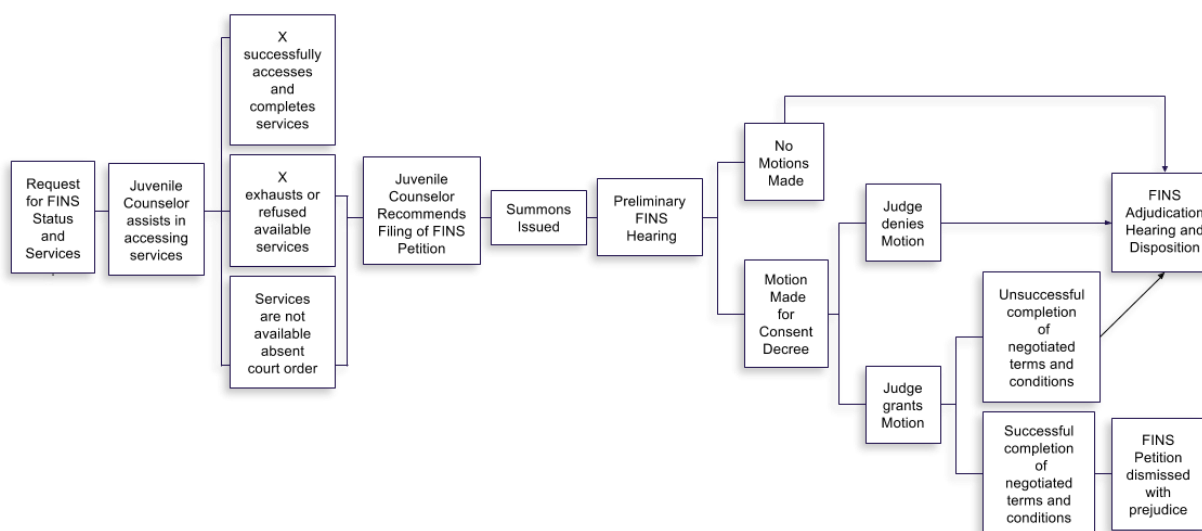 Request
for FINS
Status
and
Services
Juvenile
Counselor
assists in
accessing
services
X
successfully
accesses
and
completes
services
X
exhausts or
refused
available
services
Services
are not
available
absent
court order
Juvenile
Counselor
Recommends
Filing of FINS
Petition
Summons
Issued
Preliminary
FINS
Hearing
No
Motions
Made
Motion
Made
for
Consent
Decree
Judge
denies
Motion
Judge
grants
Motion
Unsuccessful
completion
of
negotiated
terms and
conditions
Successful
completion
of
negotiated
terms and
conditions
FINS
Adjudication
Hearing and
Disposition
FINS
Petition
dismissed
with
prejudice